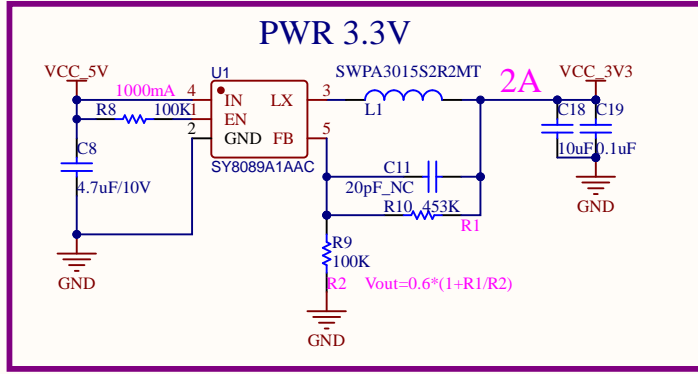 PWR 3.3V
VCC_5V
U1
SWPA3015S2R2MT
VCC_3V3
1000mA
4
IN
LX
3
L1
2A
R8
100K
1
EN
C18
C19
2
GND
FB
5
C8
SY8089A1AAC
10uF
0.1uF
4.7uF/10V
C11
20pF_NC
R10
453K
R1
GND
R9
100K
GND
R2
Vout=0.6*(1+R1/R2)
GND